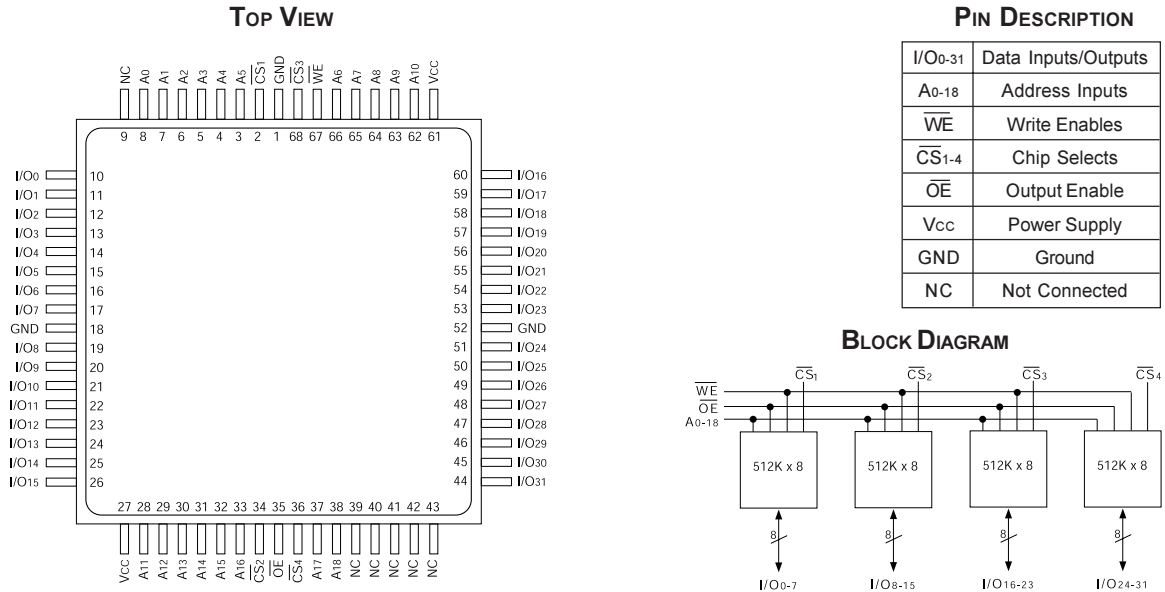 TOP VIEW
NC A0 A1 A2 A3 A4 A5 CS1 GND CS3 WE A6 A7 A8 A9 A10 VCC
9 8 7 6 5 4 3 2 1 68 67 66 65 64 63 62 61
I/O0 10 60 I/O16
I/O1 11 59 I/O17
I/O2 12 58 I/O18
I/O3 13 57 I/O19
I/O4 14 56 I/O20
I/O5 15 55 I/O21
I/O6 16 54 I/O22
I/O7 17 53 I/O23
GND 18 52 GND
I/O8 19 51 I/O24
I/O9 20 50 I/O25
I/O10 21 49 I/O26
I/O11 22 48 I/O27
I/O12 23 47 I/O28
I/O13 24 46 I/O29
I/O14 25 45 I/O30
I/O15 26 44 I/O31
27 28 29 30 31 32 33 34 35 36 37 38 39 40 41 42 43
VCC A11 A12 A13 A14 A15 A16 CS2 OE CS4 A17 A18 NC NC NC NC NC
PIN DESCRIPTION
I/O0-31 Data Inputs/Outputs
A0-18 Address Inputs
WE Write Enables
CS1-4 Chip Selects
OE Output Enable
VCC Power Supply
GND Ground
NC Not Connected
BLOCK DIAGRAM
CS1 CS2 CS3 CS4
WE
OE
A0-18
512K x 8 512K x 8 512K x 8 512K x 8
8 8 8 8
I/O0-7 I/O8-15 I/O16-23 I/O24-31